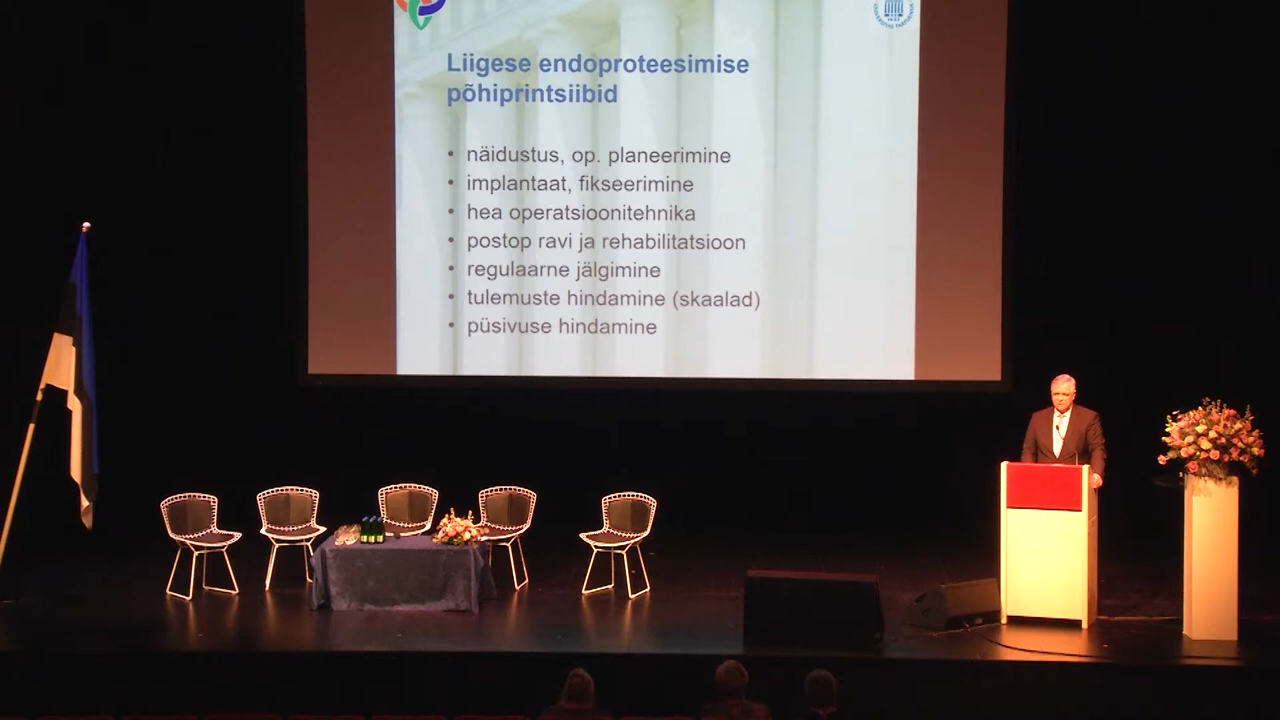 Liigese endoproteesimise
põhiprintsiibid
• näidustus, op. planeerimine
• implantaat, fikseerimine
• hea operatsioonitehnika
• postop ravi ja rehabilitatsioon
• regulaarne jälgimine
• tulemuste hindamine (skaalad)
• püsivuse hindamine